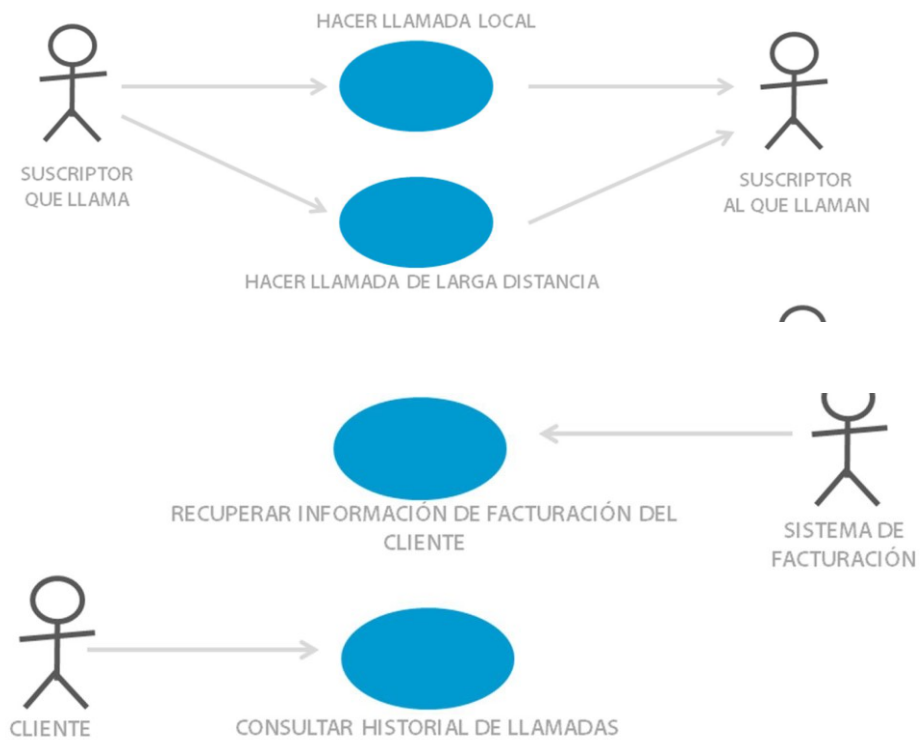 HACER LLAMADA LOCAL
SUSCRIPTOR
QUE LLAMA
SUSCRIPTOR
AL QUE LLAMAN
HACER LLAMADA DE LARGA DISTANCIA
RECUPERAR INFORMACIÓN DE FACTURACIÓN DEL
CLIENTE
SISTEMA DE
FACTURACIÓN
CLIENTE
CONSULTAR HISTORIAL DE LLAMADAS